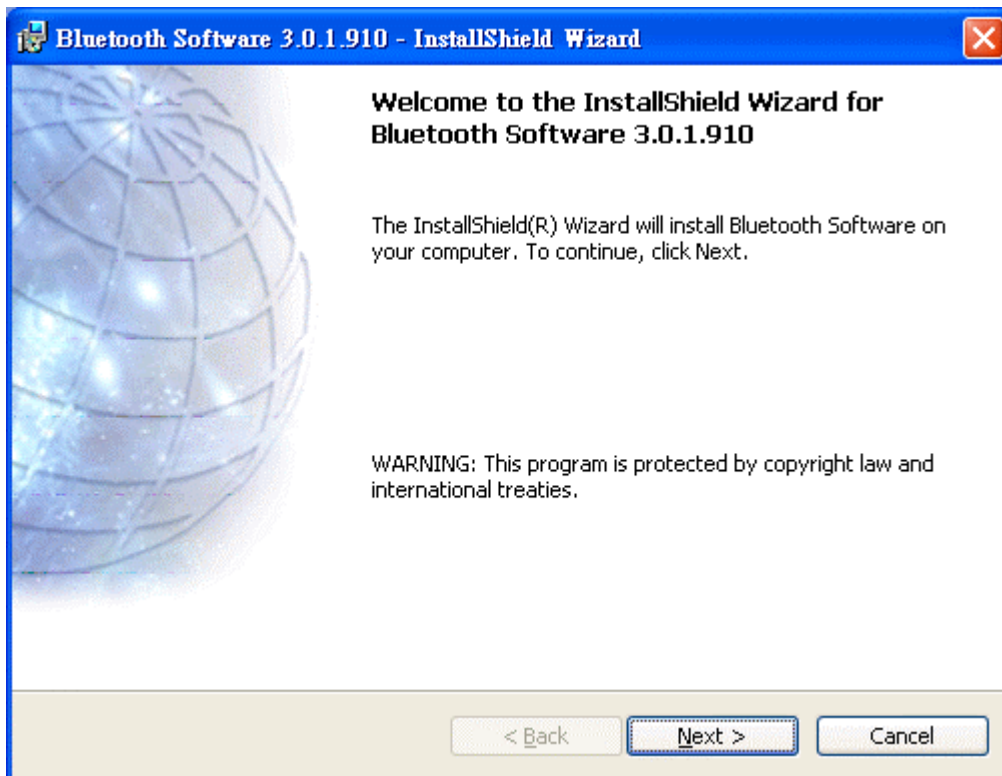 Bluetooth Software 3.0.1.910 - InstallShield Wizard
Welcome to the InstallShield Wizard for
Bluetooth Software 3.0.1.910
The InstallShield(R) Wizard will install Bluetooth Software on
your computer. To continue, click Next.
WARNING: This program is protected by copyright law and
international treaties.
< Back
Next >
Cancel